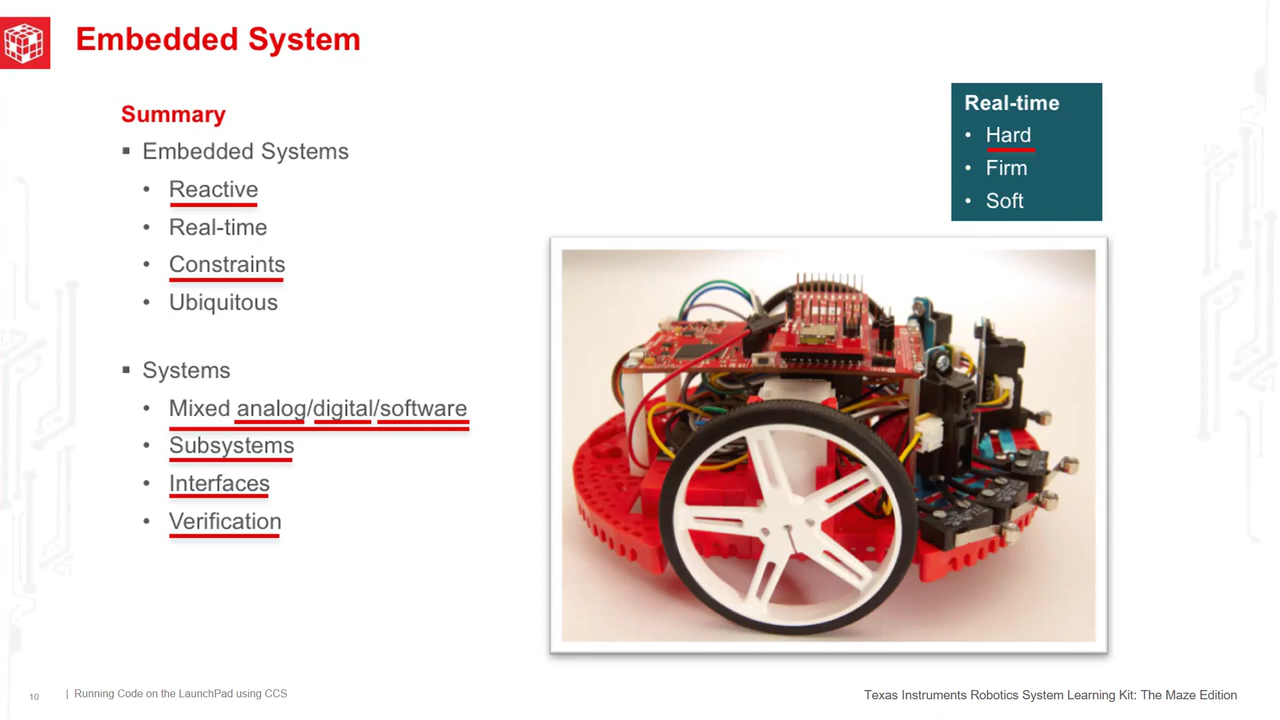 Embedded System
Summary
▪ Embedded Systems
• Reactive
• Real-time
• Constraints
• Ubiquitous
▪ Systems
• Mixed analog/digital/software
• Subsystems
• Interfaces
• Verification
Real-time
• Hard
• Firm
• Soft
10 | Running Code on the LaunchPad using CCS
Texas Instruments Robotics System Learning Kit: The Maze Edition